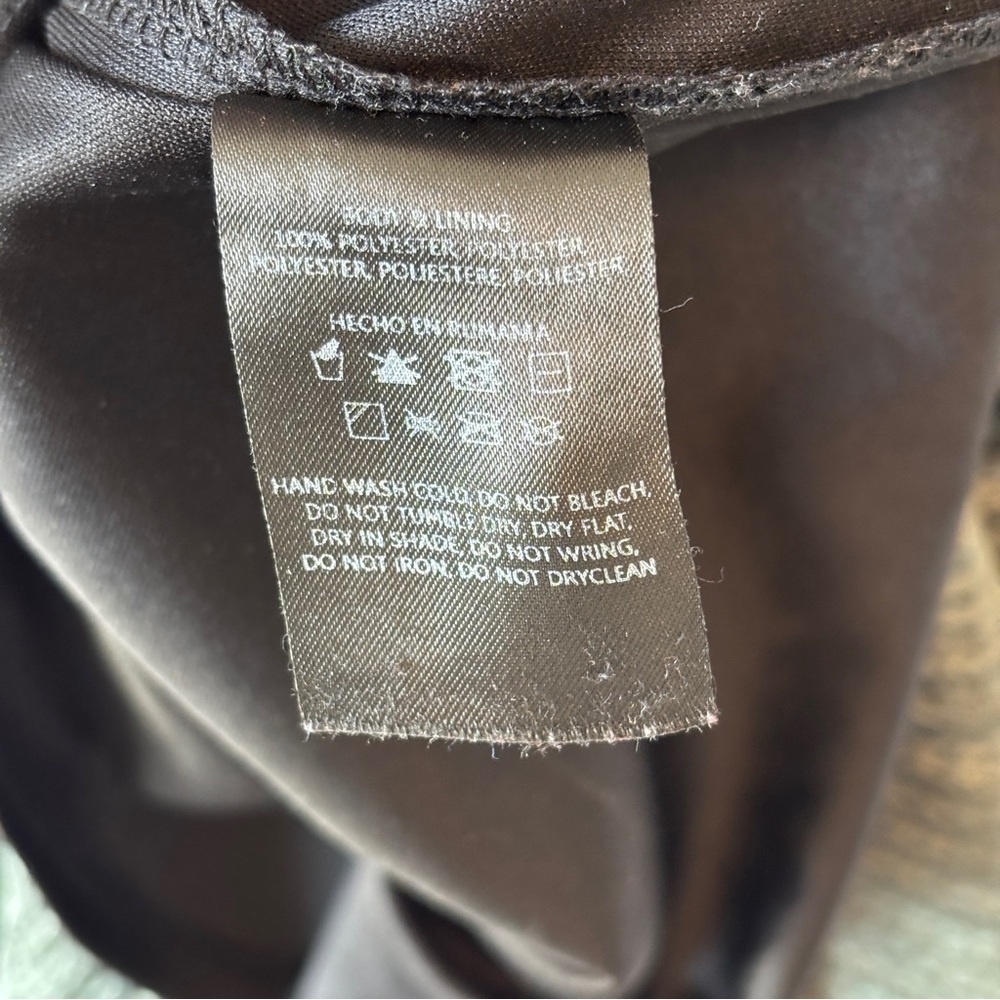 BODY & LINING:
100% POLYESTER, POLYESTER,
POLYESTER, POLIESTERE, POLIESTER
HECHO EN RUMANIA
HAND WASH COLD, DO NOT BLEACH,
DO NOT TUMBLE DRY, DRY FLAT,
DRY IN SHADE, DO NOT WRING,
DO NOT IRON, DO NOT DRYCLEAN